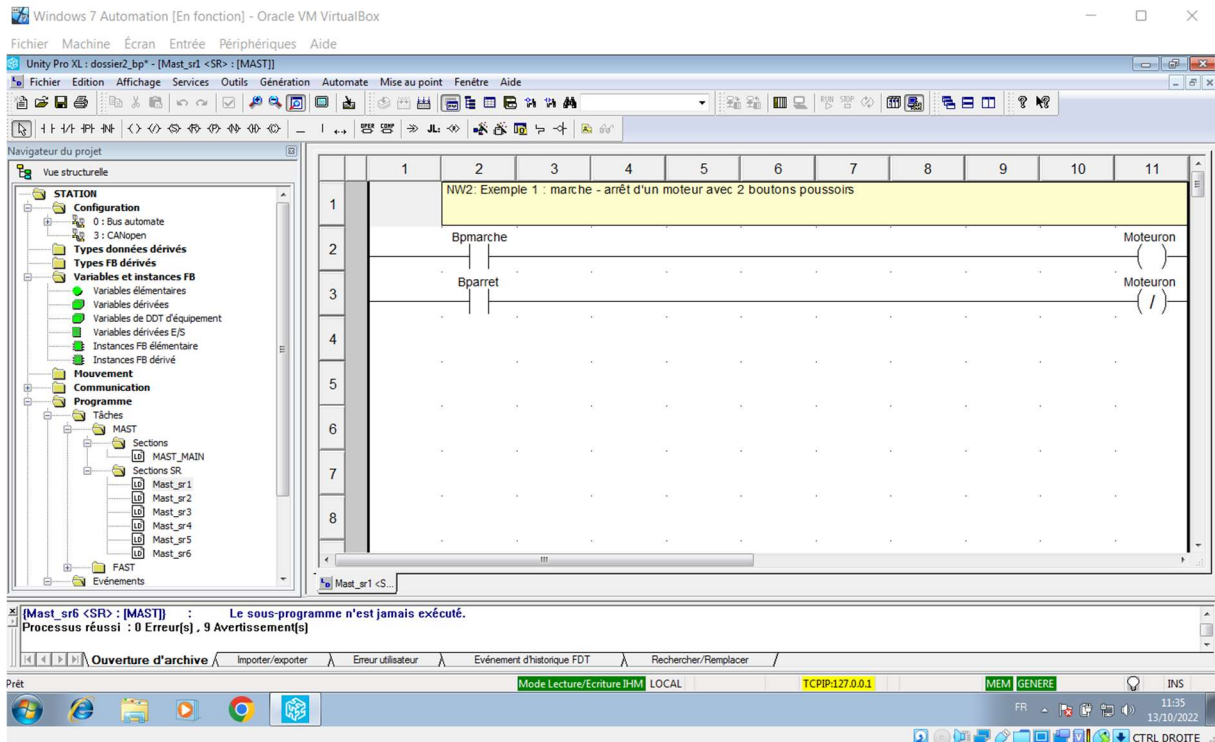 Windows 7 Automation [En fonction] - Oracle VM VirtualBox
Fichier Machine Écran Entrée Périphériques Aide
Unity Pro XL : dossier2_bp* - [Mast_sr1 <SR> : [MAST]]
Fichier Edition Affichage Services Outils Génération Automate Mise au point Fenêtre Aide
Navigateur du projet
Vue structurelle
STATION
Configuration
0 : Bus automate
3 : CANopen
Types données dérivés
Types FB dérivés
Variables et instances FB
Variables élémentaires
Variables dérivées
Variables de DDT d'équipement
Variables dérivées E/S
Instances FB élémentaire
Instances FB dérivé
Mouvement
Communication
Programme
Tâches
MAST
Sections
LD MAST_MAIN
Sections SR
LD Mast_sr1
LD Mast_sr2
LD Mast_sr3
LD Mast_sr4
LD Mast_sr5
LD Mast_sr6
FAST
Evénements
1 2 3 4 5 6 7 8 9 10 11
1 NW2: Exemple 1 : marche - arrêt d'un moteur avec 2 boutons poussoirs
2 Bpmarche Moteuron
3 Bparret Moteuron
4
5
6
7
8
Mast_sr1 <S...
{Mast_sr6 <SR> : [MAST]} : Le sous-programme n'est jamais exécuté.
Processus réussi : 0 Erreur(s) , 9 Avertissement(s)
Ouverture d'archive Importer/exporter Erreur utilisateur Evénement d'historique FDT Rechercher/Remplacer
Prêt Mode Lecture/Ecriture IHM LOCAL TCPIP:127.0.0.1 MEM GENERE INS
FR 11:35
13/10/2022
CTRL DROITE